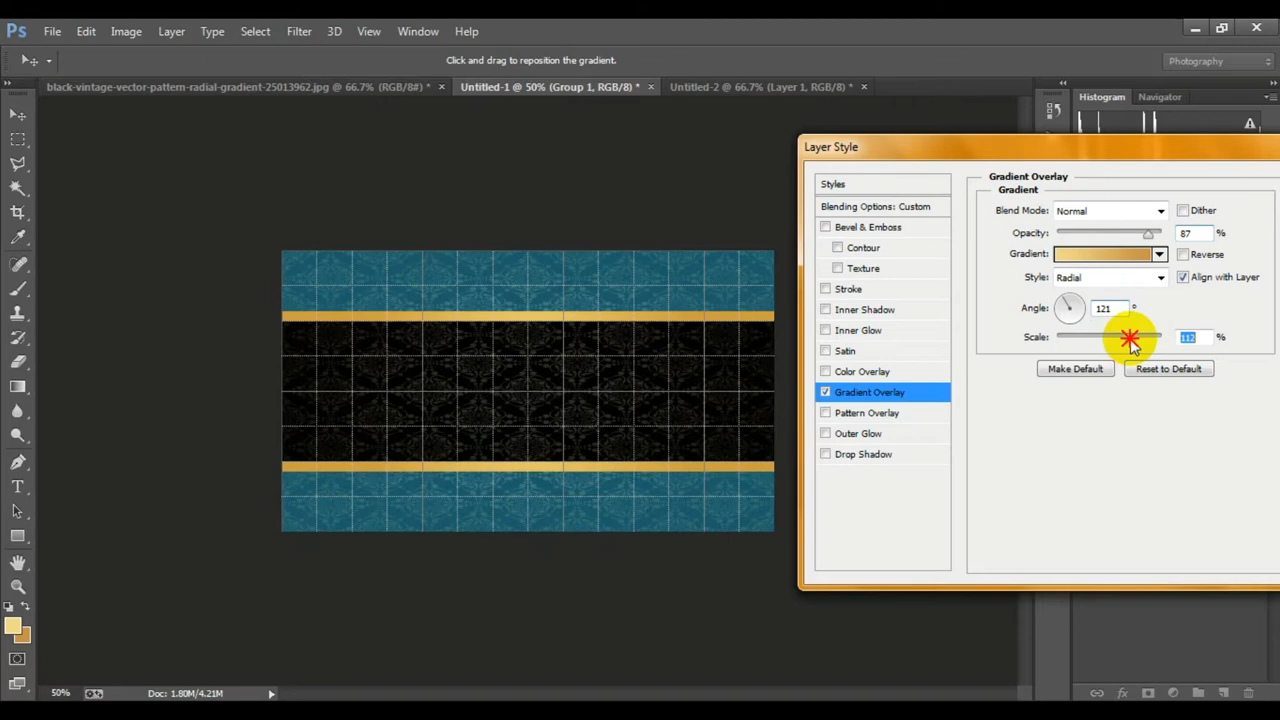 Ps File Edit Image Layer Type Select Filter 3D View Window Help
Click and drag to reposition the gradient. Photography
black-vintage-vector-pattern-radial-gradient-25013962.jpg @ 66.7% (RGB/8#) * × Untitled-1 @ 50% (Group 1, RGB/8) * × Untitled-2 @ 66.7% (Layer 1, RGB/8) * ×
Histogram Navigator
Layer Style
Styles
Blending Options: Custom
Bevel & Emboss
Contour
Texture
Stroke
Inner Shadow
Inner Glow
Satin
Color Overlay
Gradient Overlay
Pattern Overlay
Outer Glow
Drop Shadow
Gradient Overlay
Gradient
Blend Mode: Normal Dither
Opacity: 87 %
Gradient: Reverse
Style: Radial Align with Layer
Angle: 121 °
Scale: 112 %
Make Default Reset to Default
50% Doc: 1.80M/4.21M